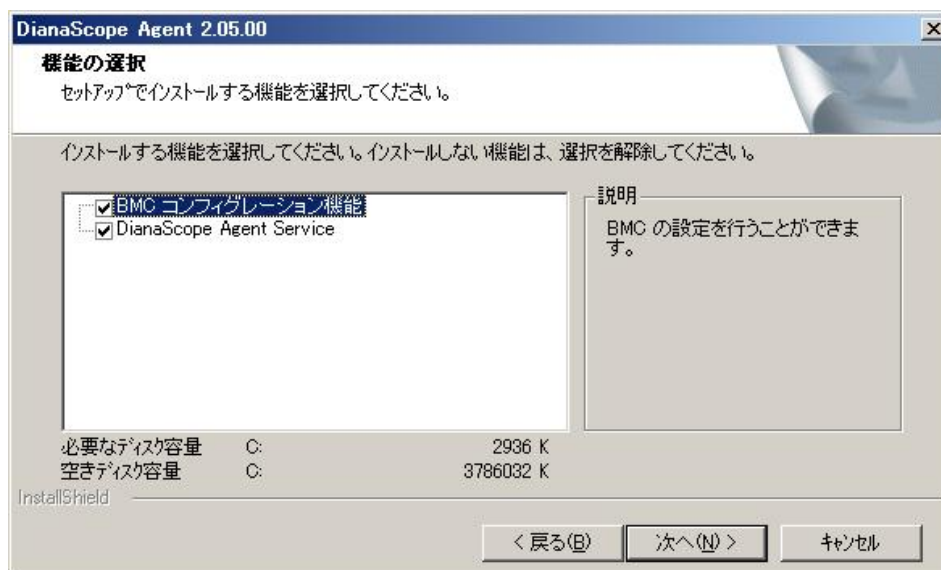 DianaScope Agent 2.05.00
機能の選択
セットアップでインストールする機能を選択してください。
インストールする機能を選択してください。インストールしない機能は、選択を解除してください。
BMC コンフィグレーション機能
DianaScope Agent Service
説明
BMC の設定を行うことができま
す。
必要なディスク容量 C: 2936 K
空きディスク容量 C: 3786032 K
InstallShield
< 戻る(B) 次へ(N) > キャンセル